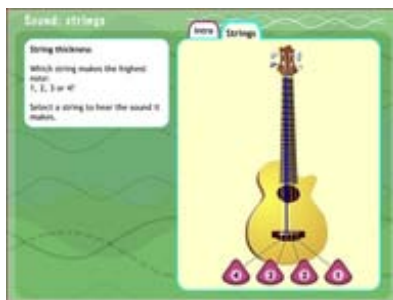 Sound: strings
Intro
Strings
String thickness
Which string makes the highest
note:
1, 2, 3 or 4?
Select a string to hear the sound it
makes.
4
3
2
1